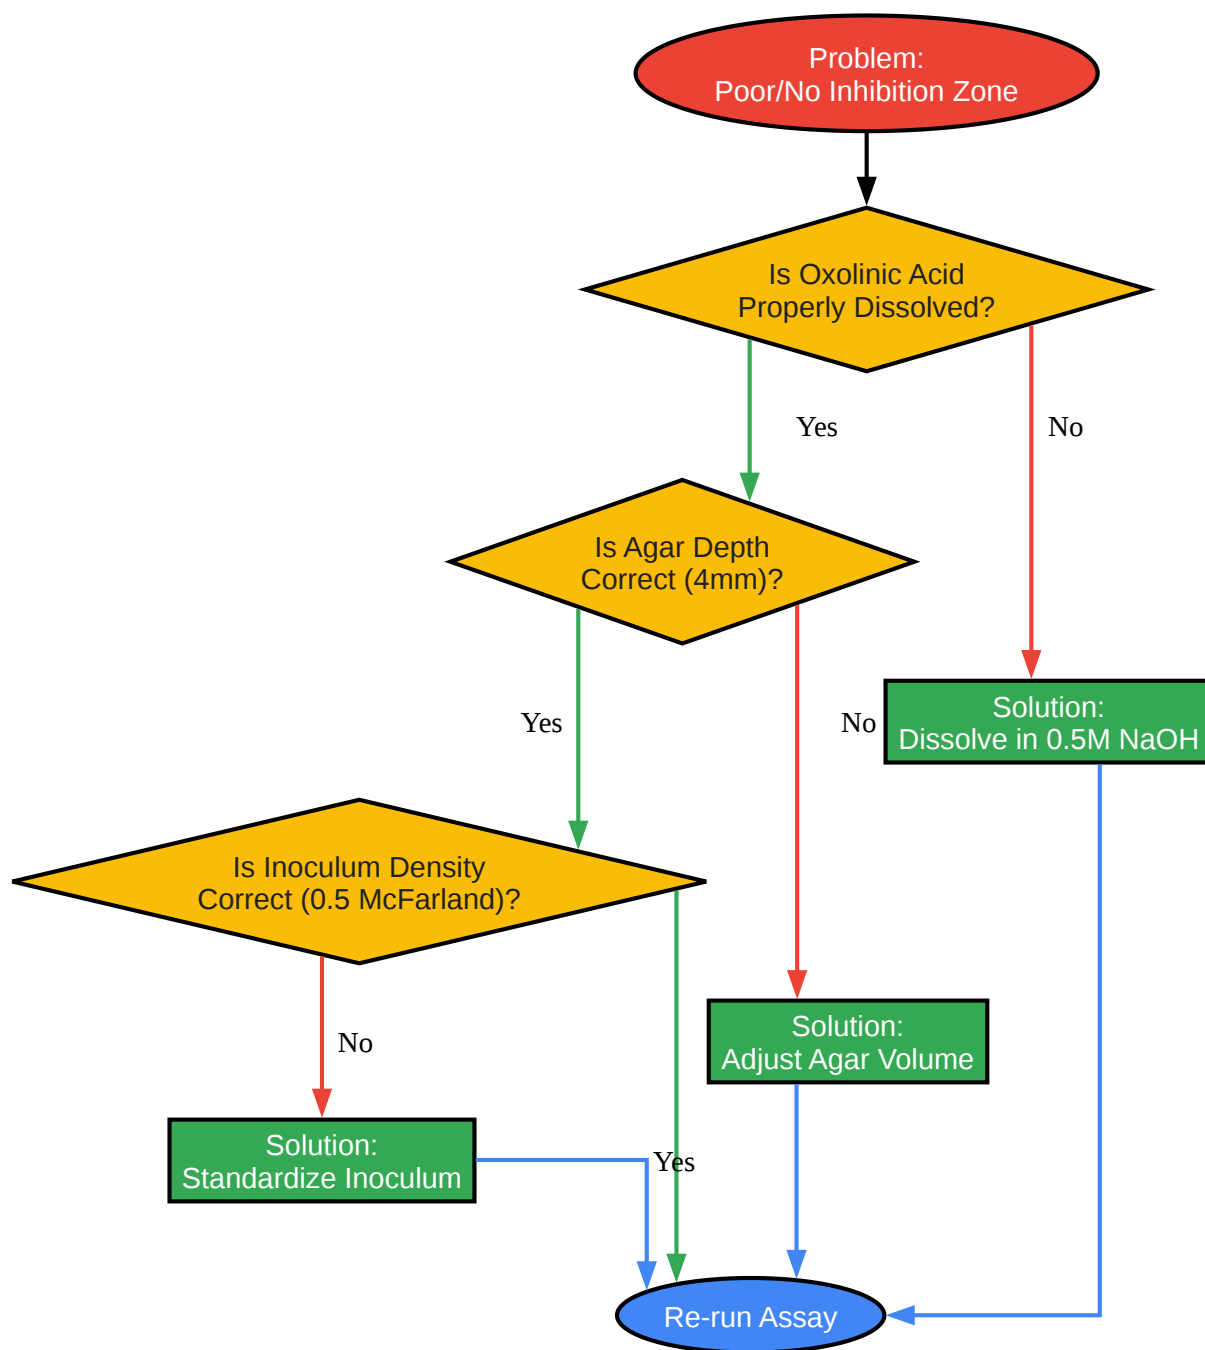 Problem:
Poor/No Inhibition Zone
Is Oxolinic Acid
Properly Dissolved?
Yes
No
Is Agar Depth
Correct (4mm)?
Yes
No
Solution:
Dissolve in 0.5M NaOH
Is Inoculum Density
Correct (0.5 McFarland)?
Solution:
Adjust Agar Volume
No
Solution:
Standardize Inoculum
Yes
Re-run Assay